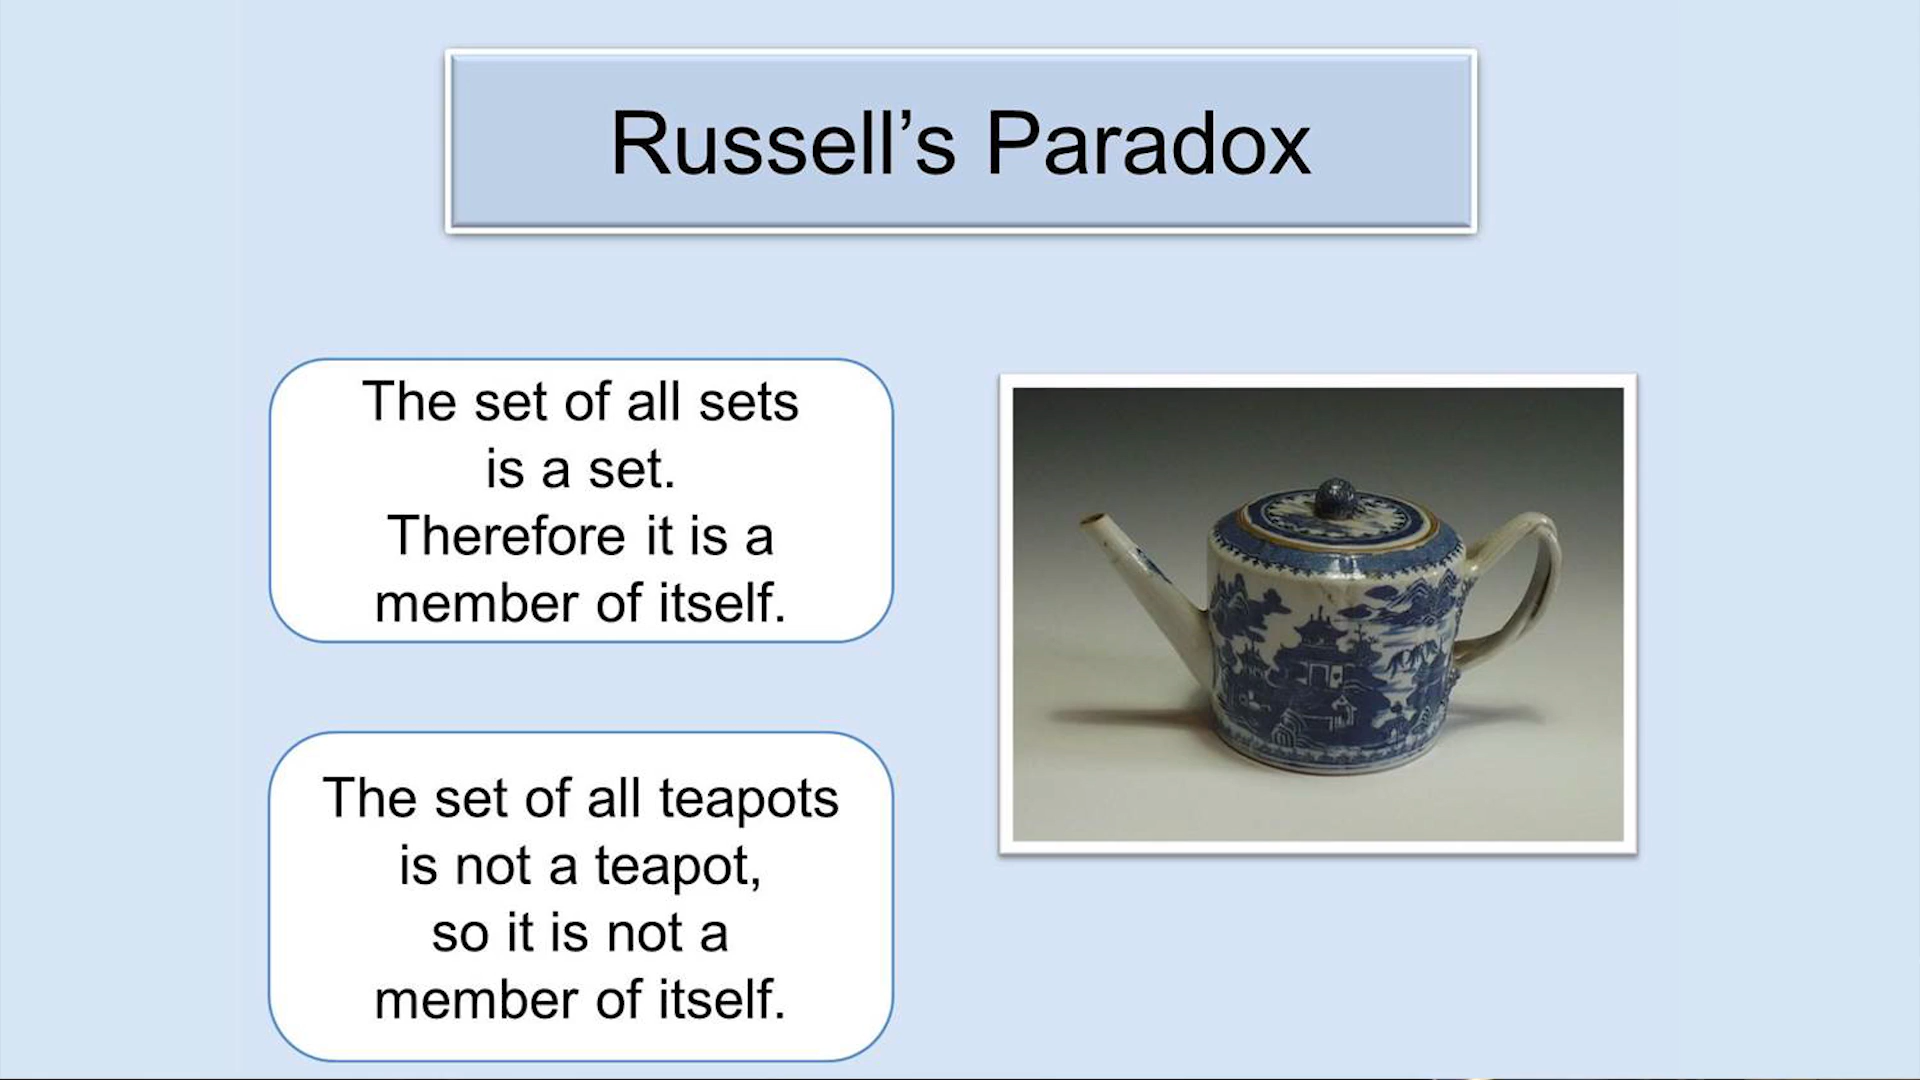 Russell’s Paradox
The set of all sets
is a set.
Therefore it is a
member of itself.
The set of all teapots
is not a teapot,
so it is not a
member of itself.